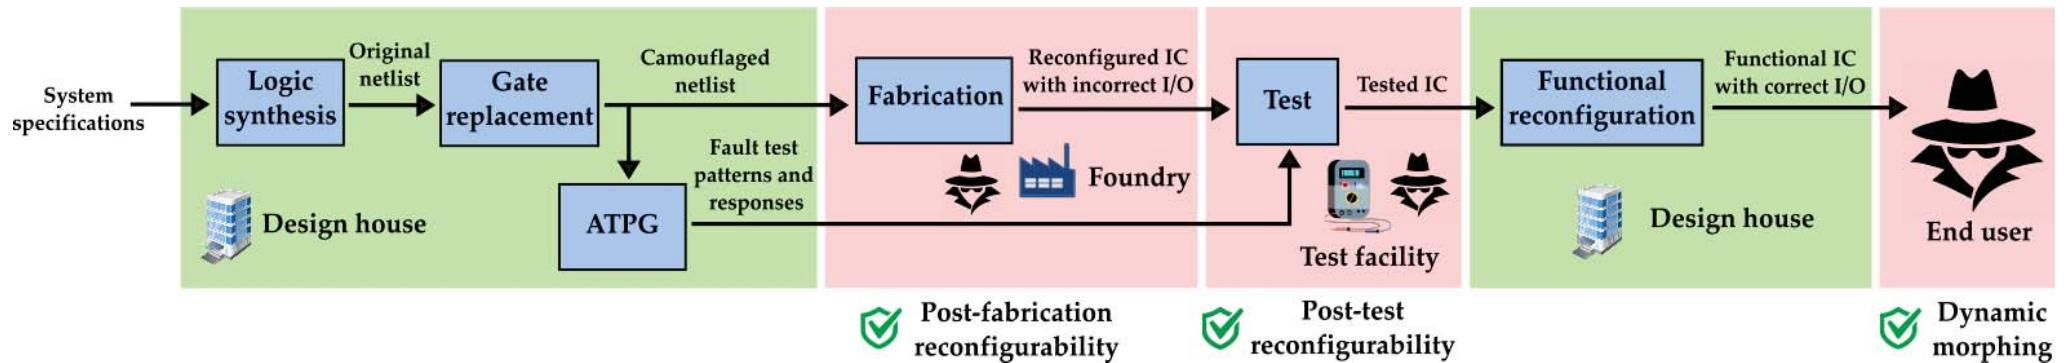 System
specifications
Logic
synthesis
Original
netlist
Gate
replacement
Camouflaged
netlist
Fault test
patterns and
responses
ATPG
Design house
Fabrication
Reconfigured IC
with incorrect I/O
Foundry
Test
Tested IC
Test facility
Functional
reconfiguration
Functional IC
with correct I/O
Design house
End user
Post-fabrication
reconfigurability
Post-test
reconfigurability
Dynamic
morphing